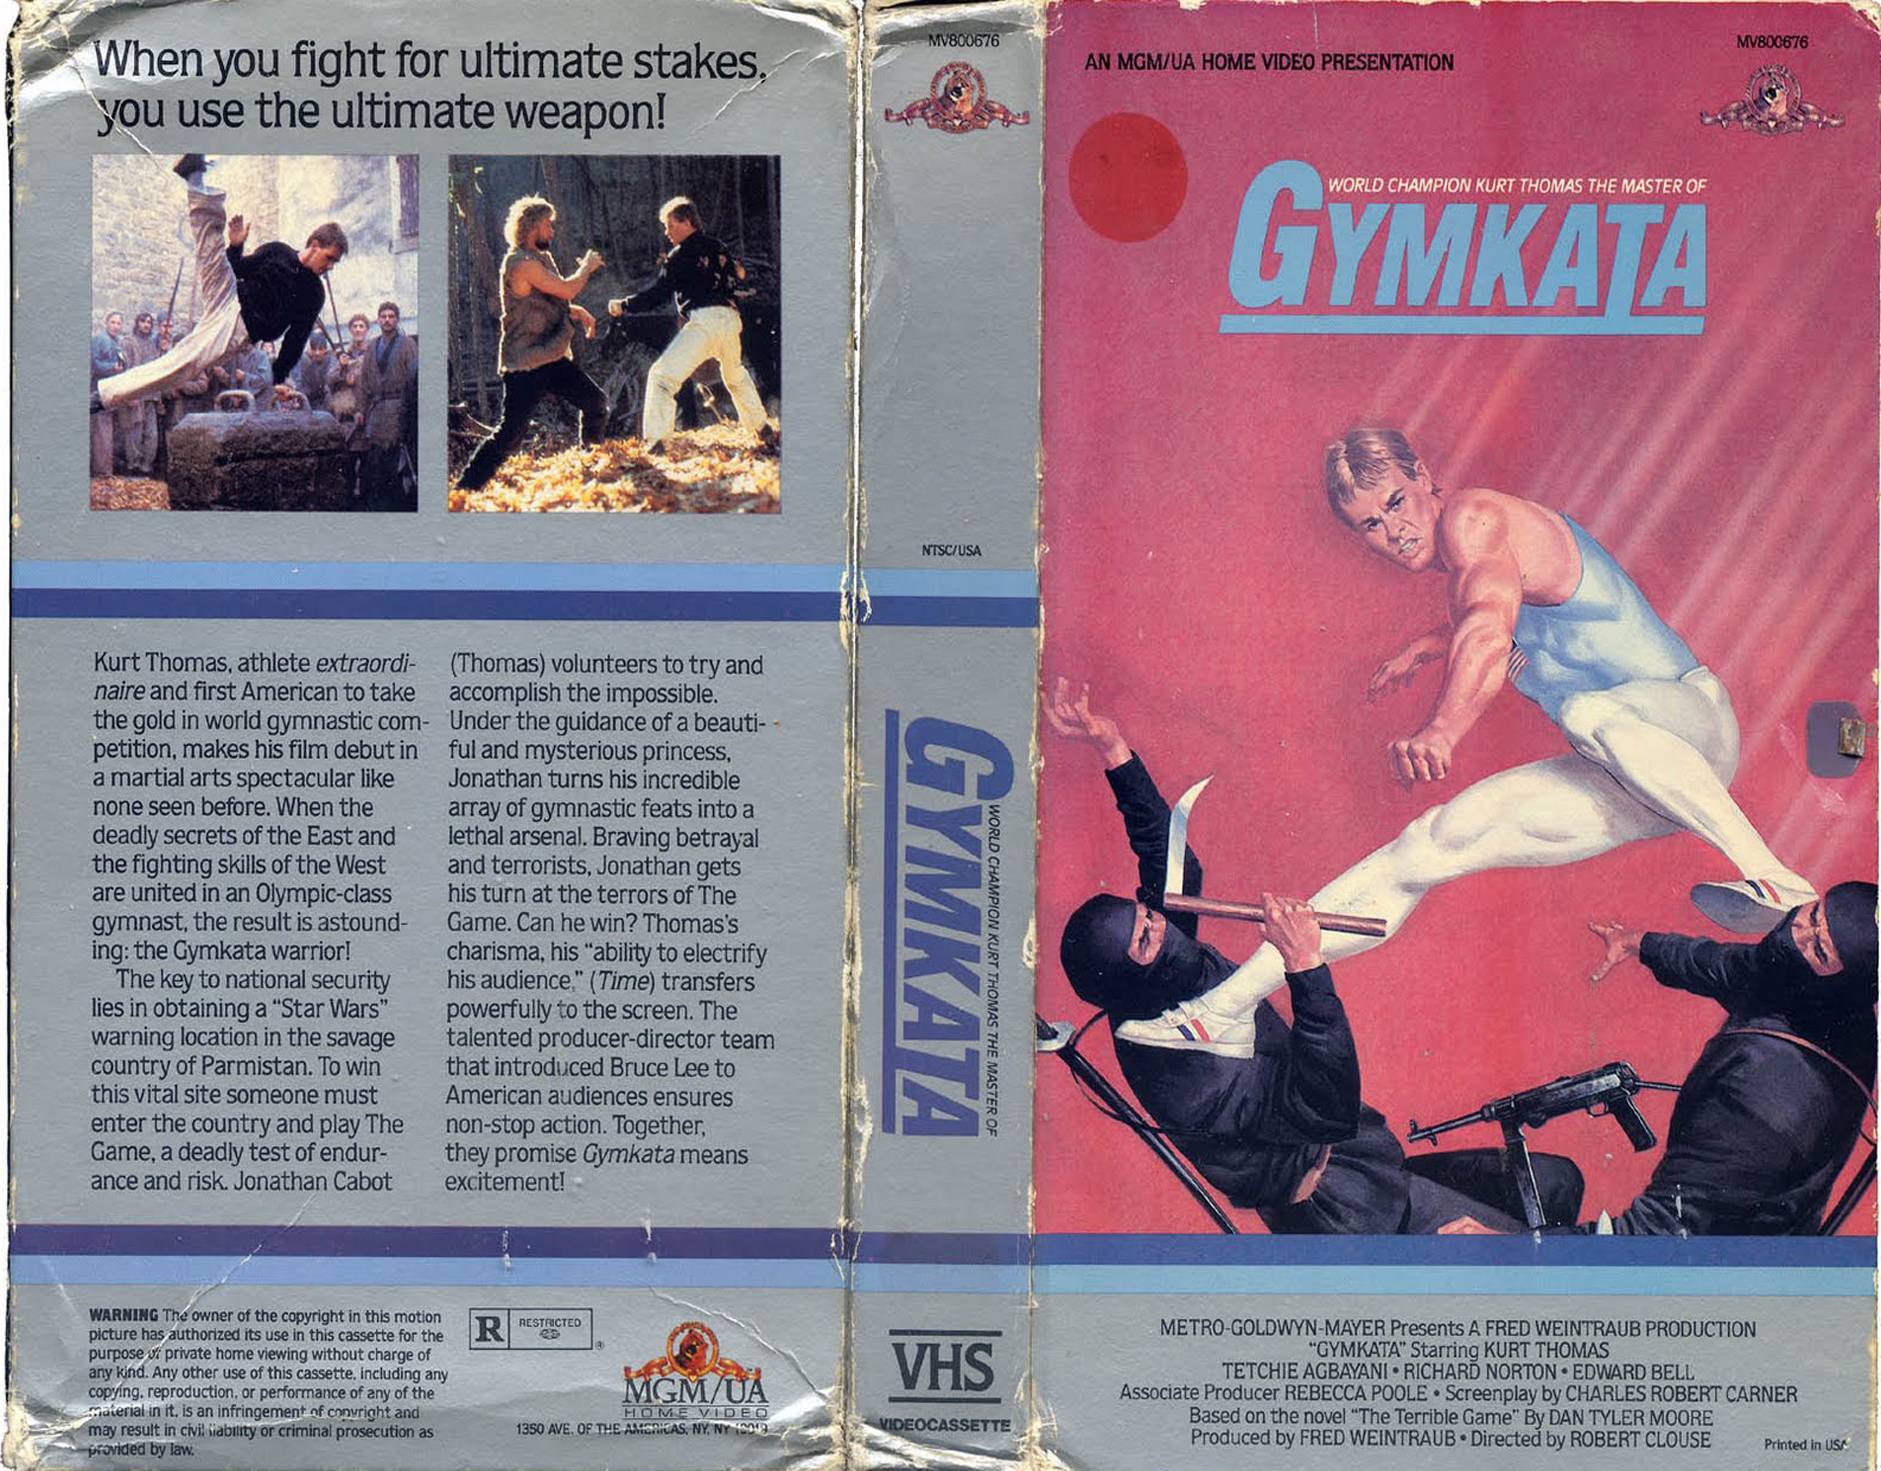 When you fight for ultimate stakes,
you use the ultimate weapon!
Kurt Thomas, athlete extraordi-
naire and first American to take
the gold in world gymnastic com-
petition, makes his film debut in
a martial arts spectacular like
none seen before. When the
deadly secrets of the East and
the fighting skills of the West
are united in an Olympic-class
gymnast, the result is astound-
ing: the Gymkata warrior!
The key to national security
lies in obtaining a “Star Wars”
warning location in the savage
country of Parmistan. To win
this vital site someone must
enter the country and play The
Game, a deadly test of endur-
ance and risk. Jonathan Cabot
(Thomas) volunteers to try and
accomplish the impossible.
Under the guidance of a beauti-
ful and mysterious princess,
Jonathan turns his incredible
array of gymnastic feats into a
lethal arsenal. Braving betrayal
and terrorists, Jonathan gets
his turn at the terrors of The
Game. Can he win? Thomas's
charisma, his “ability to electrify
his audience,” (Time) transfers
powerfully to the screen. The
talented producer-director team
that introduced Bruce Lee to
American audiences ensures
non-stop action. Together,
they promise Gymkata means
excitement!
WARNING The owner of the copyright in this motion
picture has authorized its use in this cassette for the
purpose of private home viewing without charge of
any kind. Any other use of this cassette, including any
copying, reproduction, or performance of any of the
material in it, is an infringement of copyright and
may result in civil liability or criminal prosecution as
provided by law.
R RESTRICTED ®
MGM/UA
HOME VIDEO
1350 AVE. OF THE AMERICAS, NY, NY 10019
MV800676
NTSC/USA
WORLD CHAMPION KURT THOMAS THE MASTER OF
GYMKATA
VHS
VIDEOCASSETTE
AN MGM/UA HOME VIDEO PRESENTATION
MV800676
WORLD CHAMPION KURT THOMAS THE MASTER OF
GYMKATA
METRO-GOLDWYN-MAYER Presents A FRED WEINTRAUB PRODUCTION
“GYMKATA” Starring KURT THOMAS
TETCHIE AGBAYANI • RICHARD NORTON • EDWARD BELL
Associate Producer REBECCA POOLE • Screenplay by CHARLES ROBERT CARNER
Based on the novel “The Terrible Game” By DAN TYLER MOORE
Produced by FRED WEINTRAUB • Directed by ROBERT CLOUSE
Printed in USA